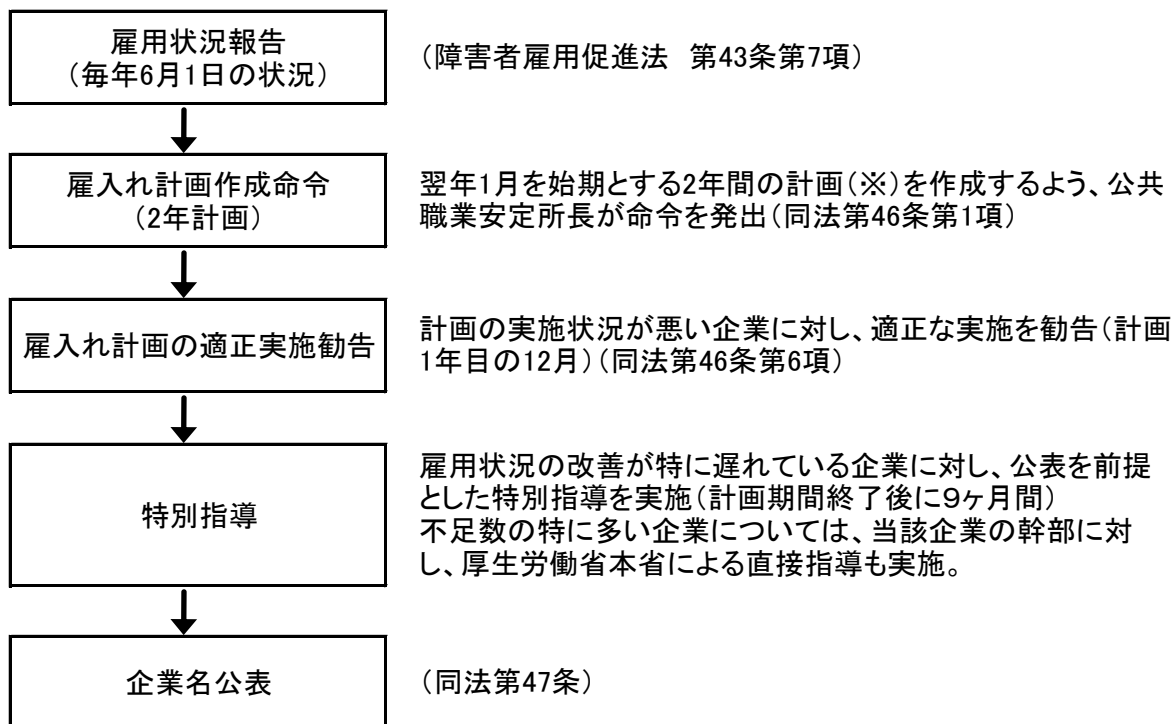 雇用状況報告
（毎年6月1日の状況）
（障害者雇用促進法　第43条第7項）
雇入れ計画作成命令
（2年計画）
翌年1月を始期とする2年間の計画（※）を作成するよう、公共
職業安定所長が命令を発出（同法第46条第1項）
雇入れ計画の適正実施勧告
計画の実施状況が悪い企業に対し、適正な実施を勧告（計画
1年目の12月）（同法第46条第6項）
特別指導
雇用状況の改善が特に遅れている企業に対し、公表を前提
とした特別指導を実施（計画期間終了後に９ヶ月間）
不足数の特に多い企業については、当該企業の幹部に対
し、厚生労働省本省による直接指導も実施。
企業名公表
（同法第47条）